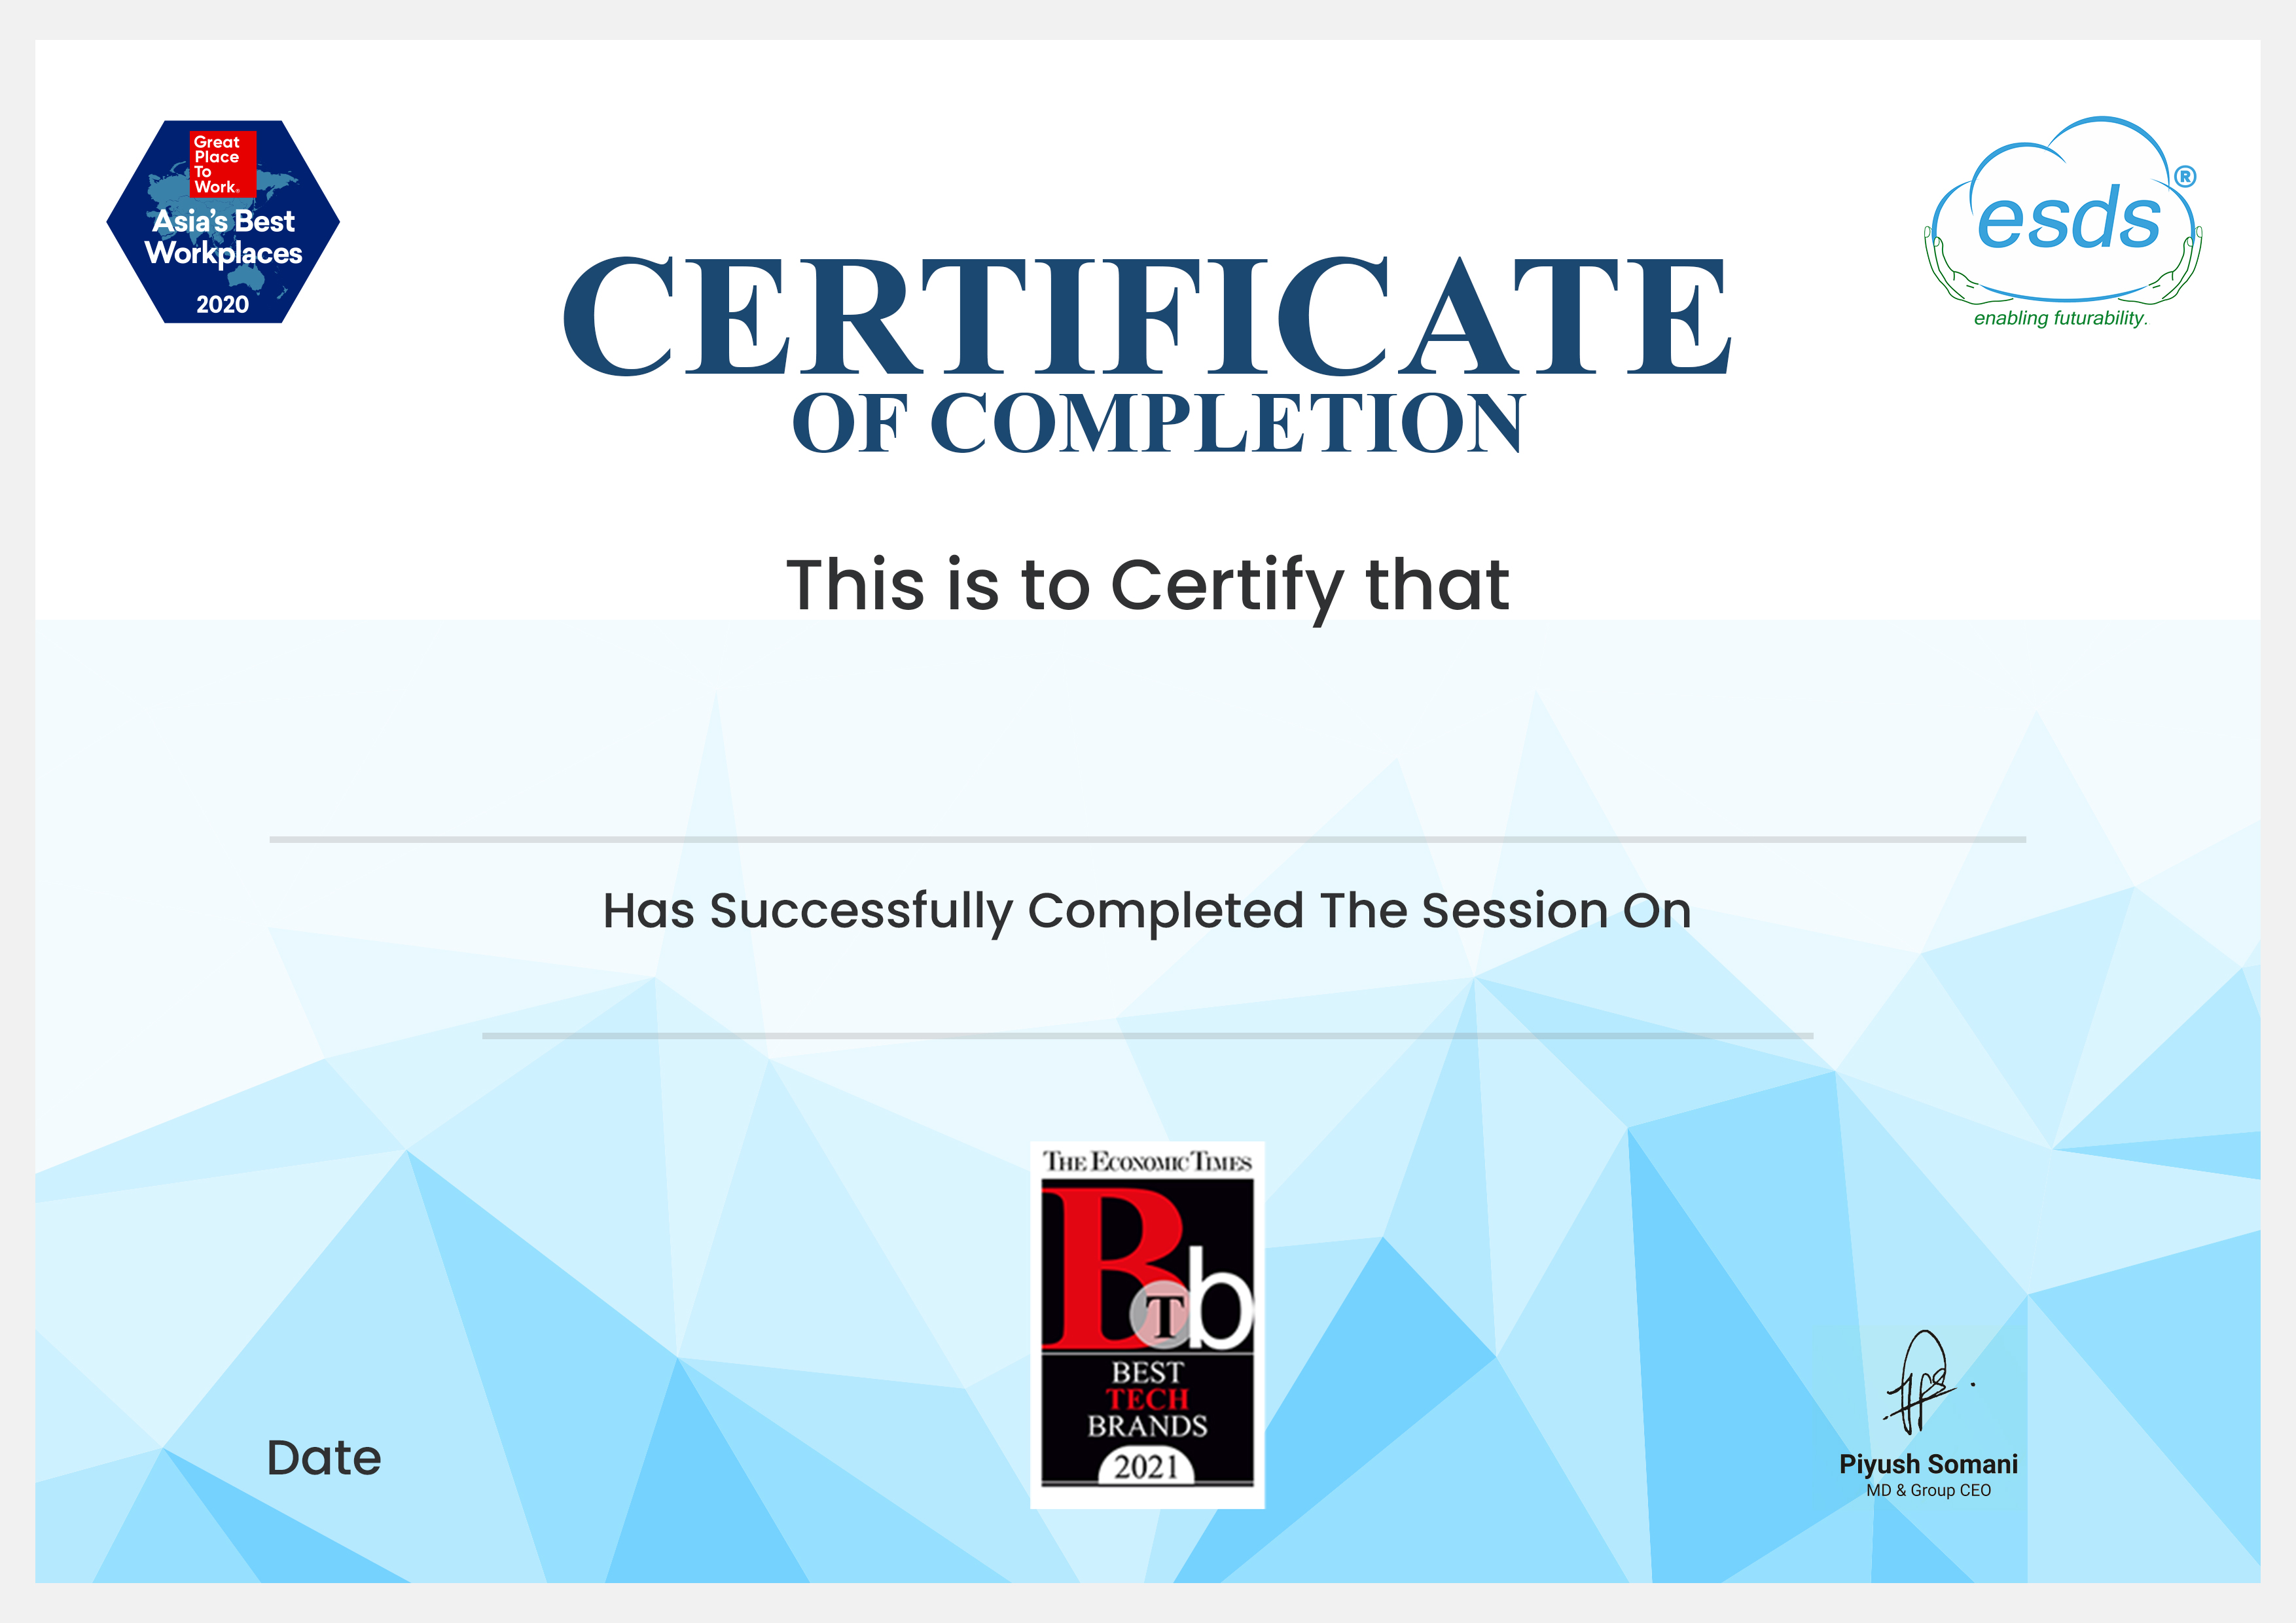 Great
Place
To
Work.
Asia's Best
Workplaces
2020
esds®
enabling futurability.
CERTIFICATE
OF COMPLETION
This is to Certify that
Has Successfully Completed The Session On
THE ECONOMIC TIMES
BTb
BEST
TECH
BRANDS
2021
Date
Piyush Somani
MD & Group CEO